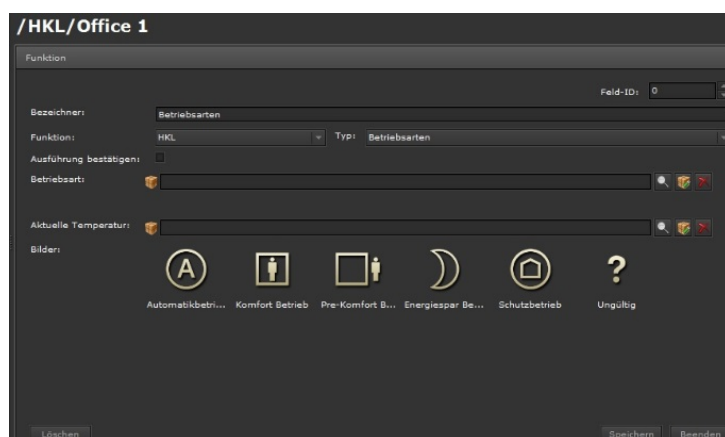 /HKL/Office 1
Funktion
Feld-ID: 0
Bezeichner: Betriebsarten
Funktion: HKL Typ: Betriebsarten
Ausführung bestätigen:
Betriebsart:
Aktuelle Temperatur:
Bilder:
A ?
Automatikbetri... Komfort Betrieb Pre-Komfort B... Energiespar Be... Schutzbetrieb Ungültig
Löschen Speichern Beenden